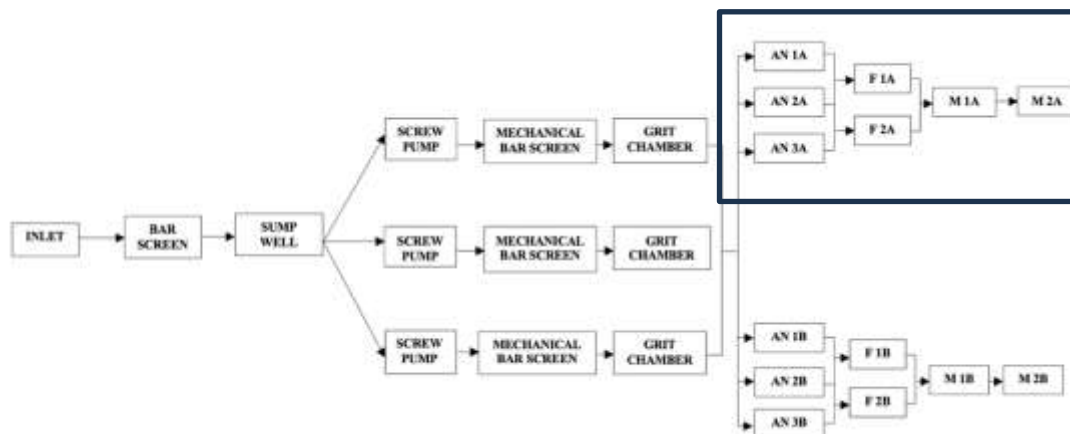 AN 1A
AN 2A
AN 3A
F 1A
F 2A
M 1A
M 2A
SCREW
PUMP
MECHANICAL
BAR SCREEN
GRIT
CHAMBER
INLET
BAR
SCREEN
SUMP
WELL
SCREW
PUMP
MECHANICAL
BAR SCREEN
GRIT
CHAMBER
SCREW
PUMP
MECHANICAL
BAR SCREEN
GRIT
CHAMBER
AN 1B
AN 2B
AN 3B
F 1B
F 2B
M 1B
M 2B